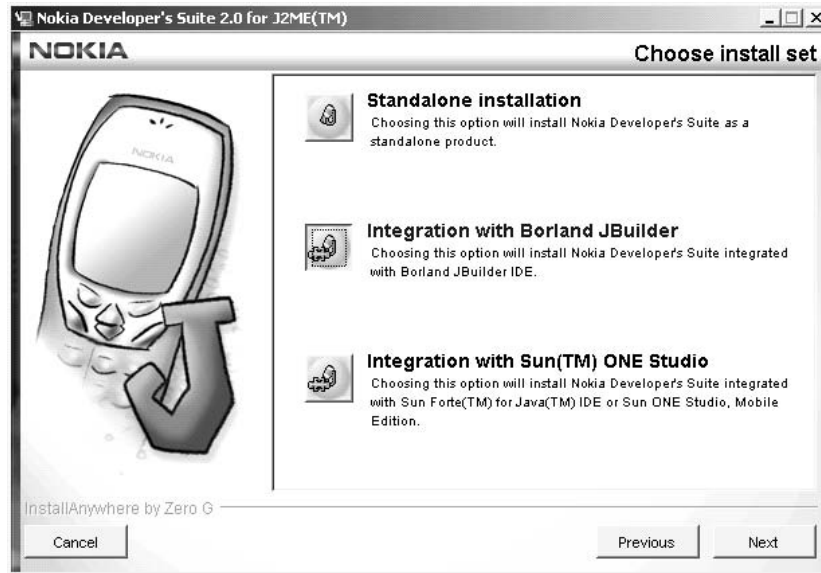 Nokia Developer's Suite 2.0 for J2ME(TM)
NOKIA
Choose install set
NOKIA
Standalone installation
Choosing this option will install Nokia Developer's Suite as a
standalone product.
Integration with Borland JBuilder
Choosing this option will install Nokia Developer's Suite integrated
with Borland JBuilder IDE.
Integration with Sun(TM) ONE Studio
Choosing this option will install Nokia Developer's Suite integrated
with Sun Forte(TM) for Java(TM) IDE or Sun ONE Studio, Mobile
Edition.
InstallAnywhere by Zero G
Cancel
Previous
Next